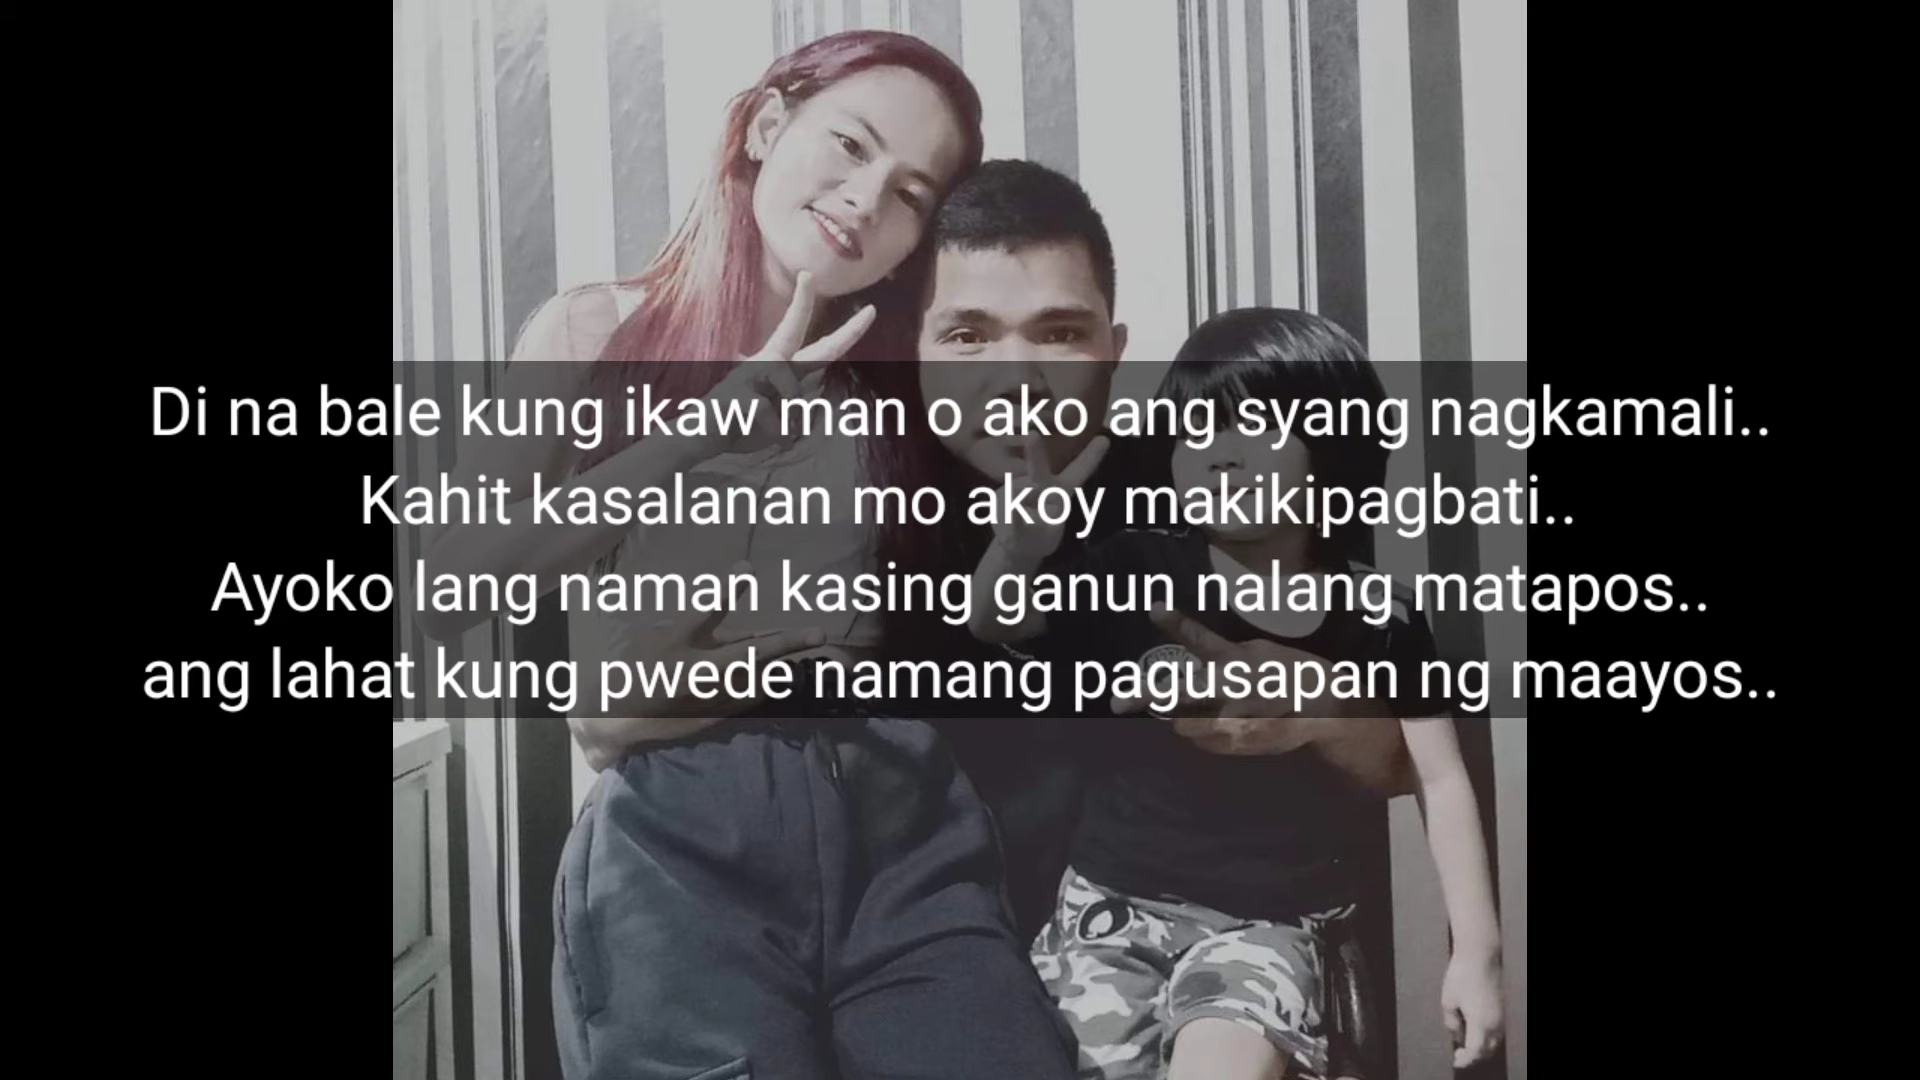 Di na bale kung ikaw man o ako ang syang nagkamali..
Kahit kasalanan mo akoy makikipagbati..
Ayoko lang naman kasing ganun nalang matapos..
ang lahat kung pwede namang pagusapan ng maayos..